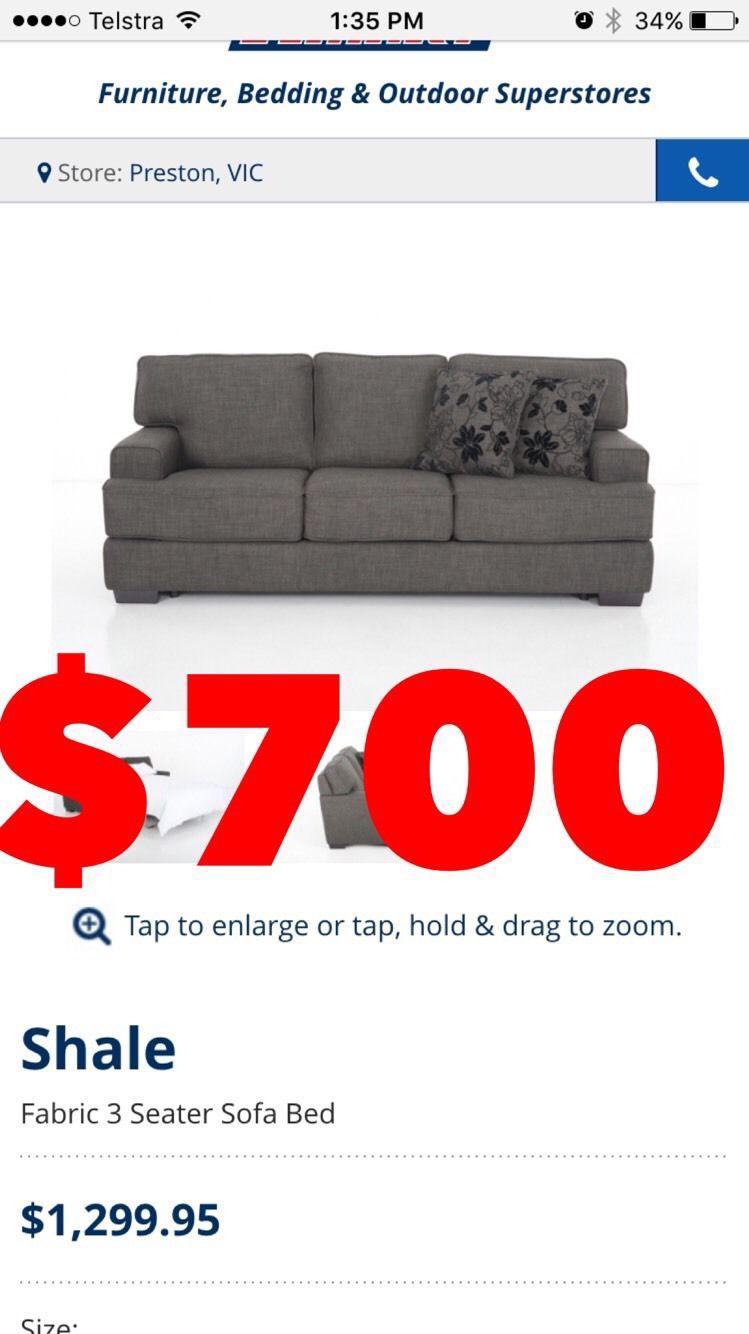 Telstra 1:35 PM 34%
Furniture, Bedding & Outdoor Superstores
Store: Preston, VIC
$700
Tap to enlarge or tap, hold & drag to zoom.
Shale
Fabric 3 Seater Sofa Bed
$1,299.95
Size: